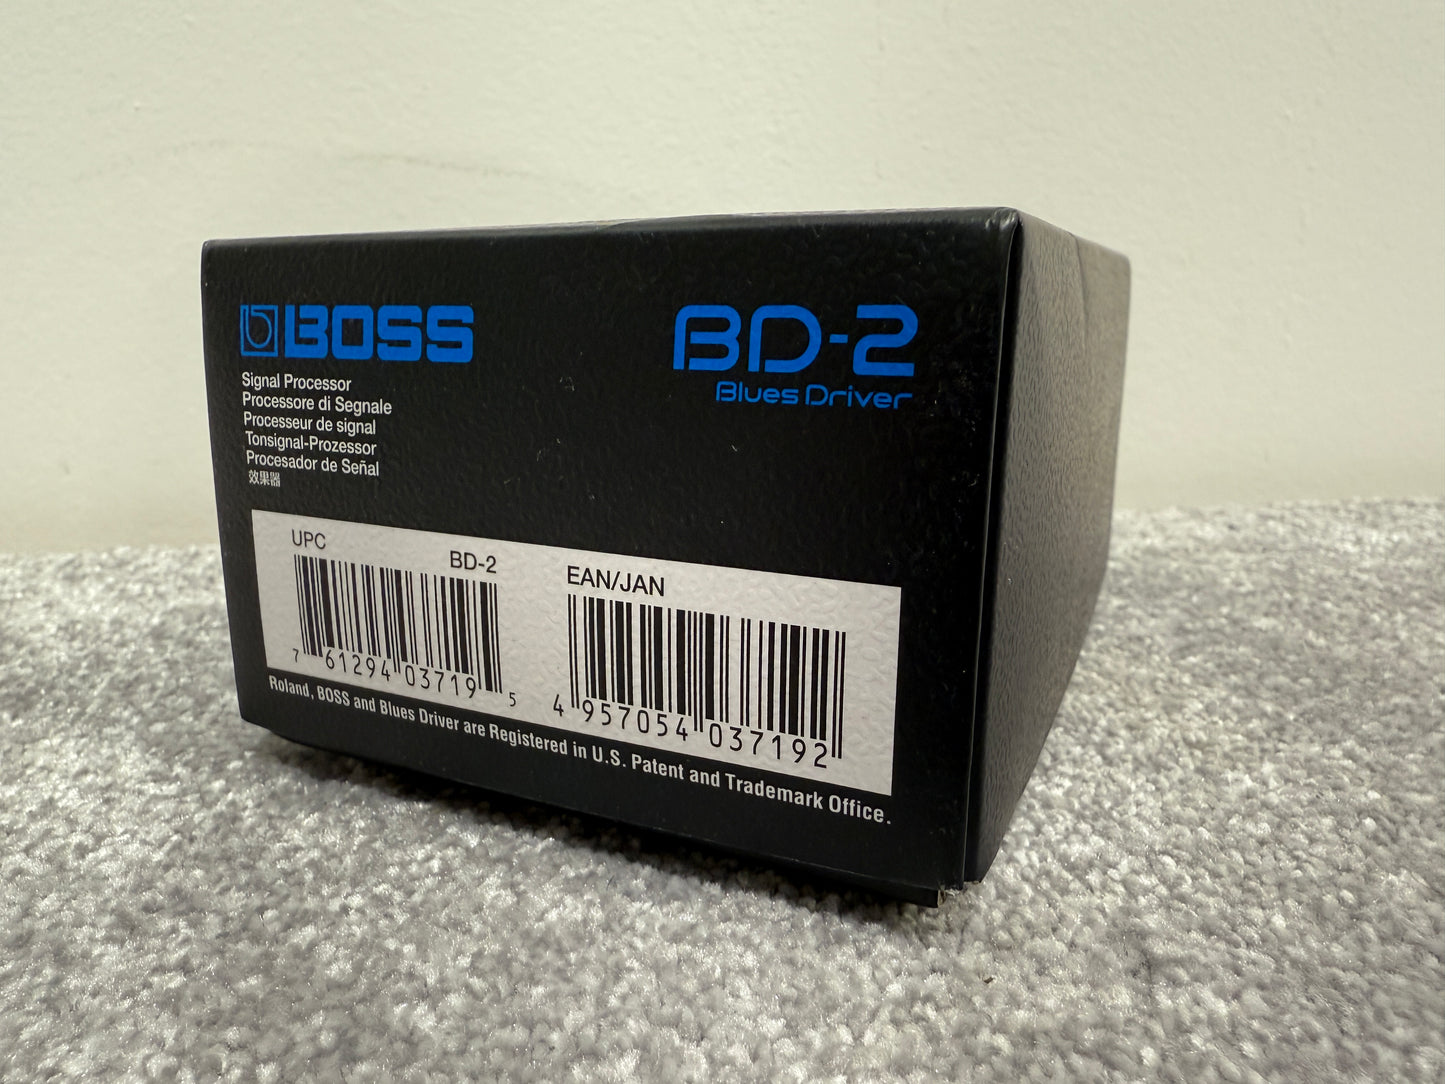 BOSS
BD-2
Blues Driver
Signal Processor
Processore di Segnale
Processeur de signal
Tonsignal-Prozessor
Procesador de Señal
效果器
UPC
BD-2
7 61294 03719 5
EAN/JAN
4 957054 037192
Roland, BOSS and Blues Driver are Registered in U.S. Patent and Trademark Office.